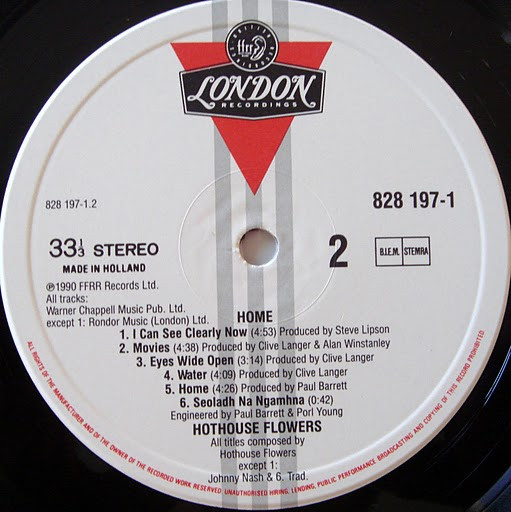 ffrr
LONDON
RECORDINGS
828 197-1.2
828 197-1
33⅓ STEREO
MADE IN HOLLAND
2
B.I.E.M. STEMRA
℗1990 FFRR Records Ltd.
All tracks:
Warner Chappell Music Pub. Ltd.
except 1: Rondor Music (London) Ltd.
HOME
1. I Can See Clearly Now (4:53) Produced by Steve Lipson
2. Movies (4:38) Produced by Clive Langer & Alan Winstanley
3. Eyes Wide Open (3:14) Produced by Clive Langer
4. Water (4:09) Produced by Clive Langer
5. Home (4:26) Produced by Paul Barrett
6. Seoladh Na Ngamhna (0:42)
Engineered by Paul Barrett & Porl Young
HOTHOUSE FLOWERS
All titles composed by
Hothouse Flowers
except 1:
Johnny Nash & 6. Trad.
ALL RIGHTS OF THE MANUFACTURER AND OF THE OWNER OF THE RECORDED WORK RESERVED. UNAUTHORISED HIRING, LENDING, PUBLIC PERFORMANCE BROADCASTING AND COPYING OF THIS RECORD PROHIBITED.